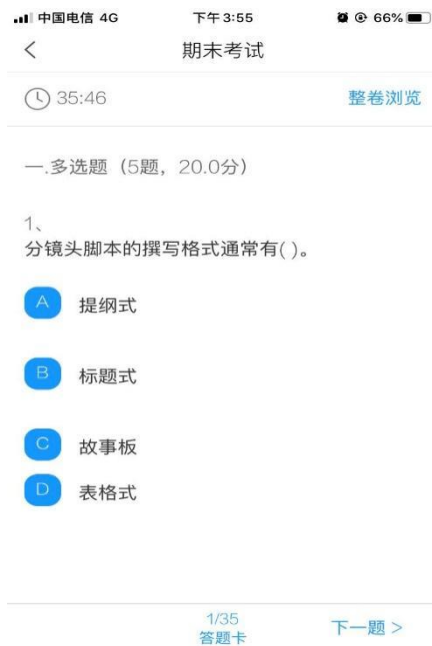 中国电信 4G 下午3:55 66%
期末考试
35:46 整卷浏览
一.多选题（5题，20.0分）
1、
分镜头脚本的撰写格式通常有( )。
A 提纲式
B 标题式
C 故事板
D 表格式
1/35
答题卡
下一题 >